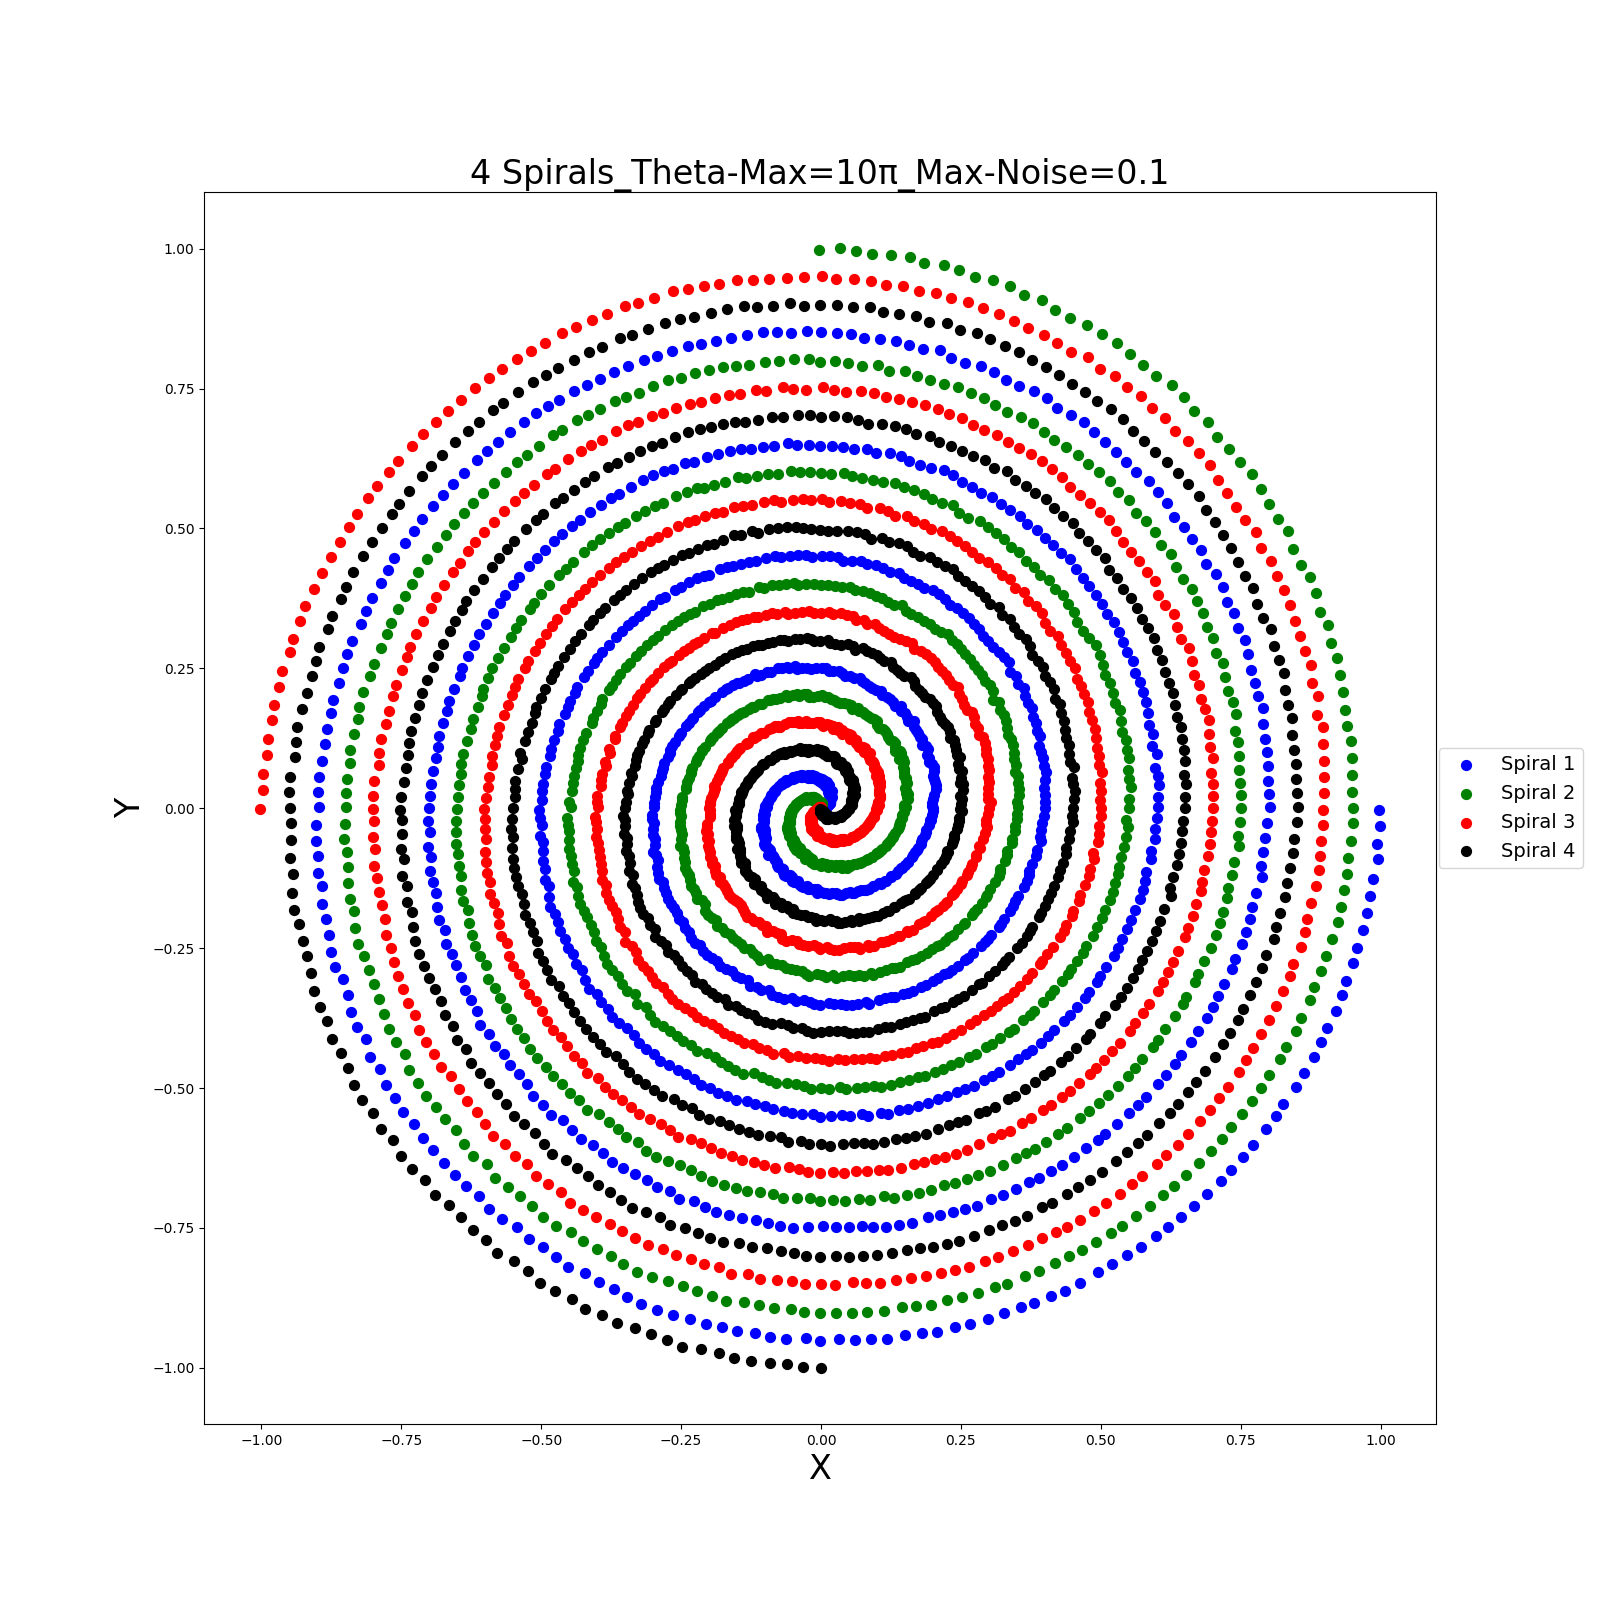 4 Spirals_Theta-Max=10π_Max-Noise=0.1
1.00
0.75
0.50
0.25
0.00
−0.25
−0.50
−0.75
−1.00
Y
−1.00 −0.75 −0.50 −0.25 0.00 0.25 0.50 0.75 1.00
X
Spiral 1
Spiral 2
Spiral 3
Spiral 4